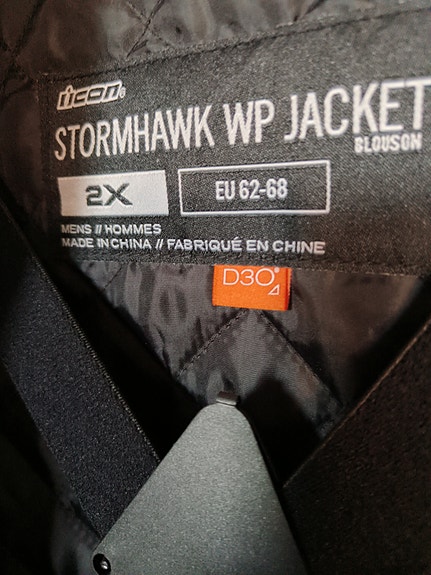 icon
STORMHAWK WP JACKET
BLOUSON
2X
EU 62-68
MENS // HOMMES
MADE IN CHINA // FABRIQUÉ EN CHINE
D3O®